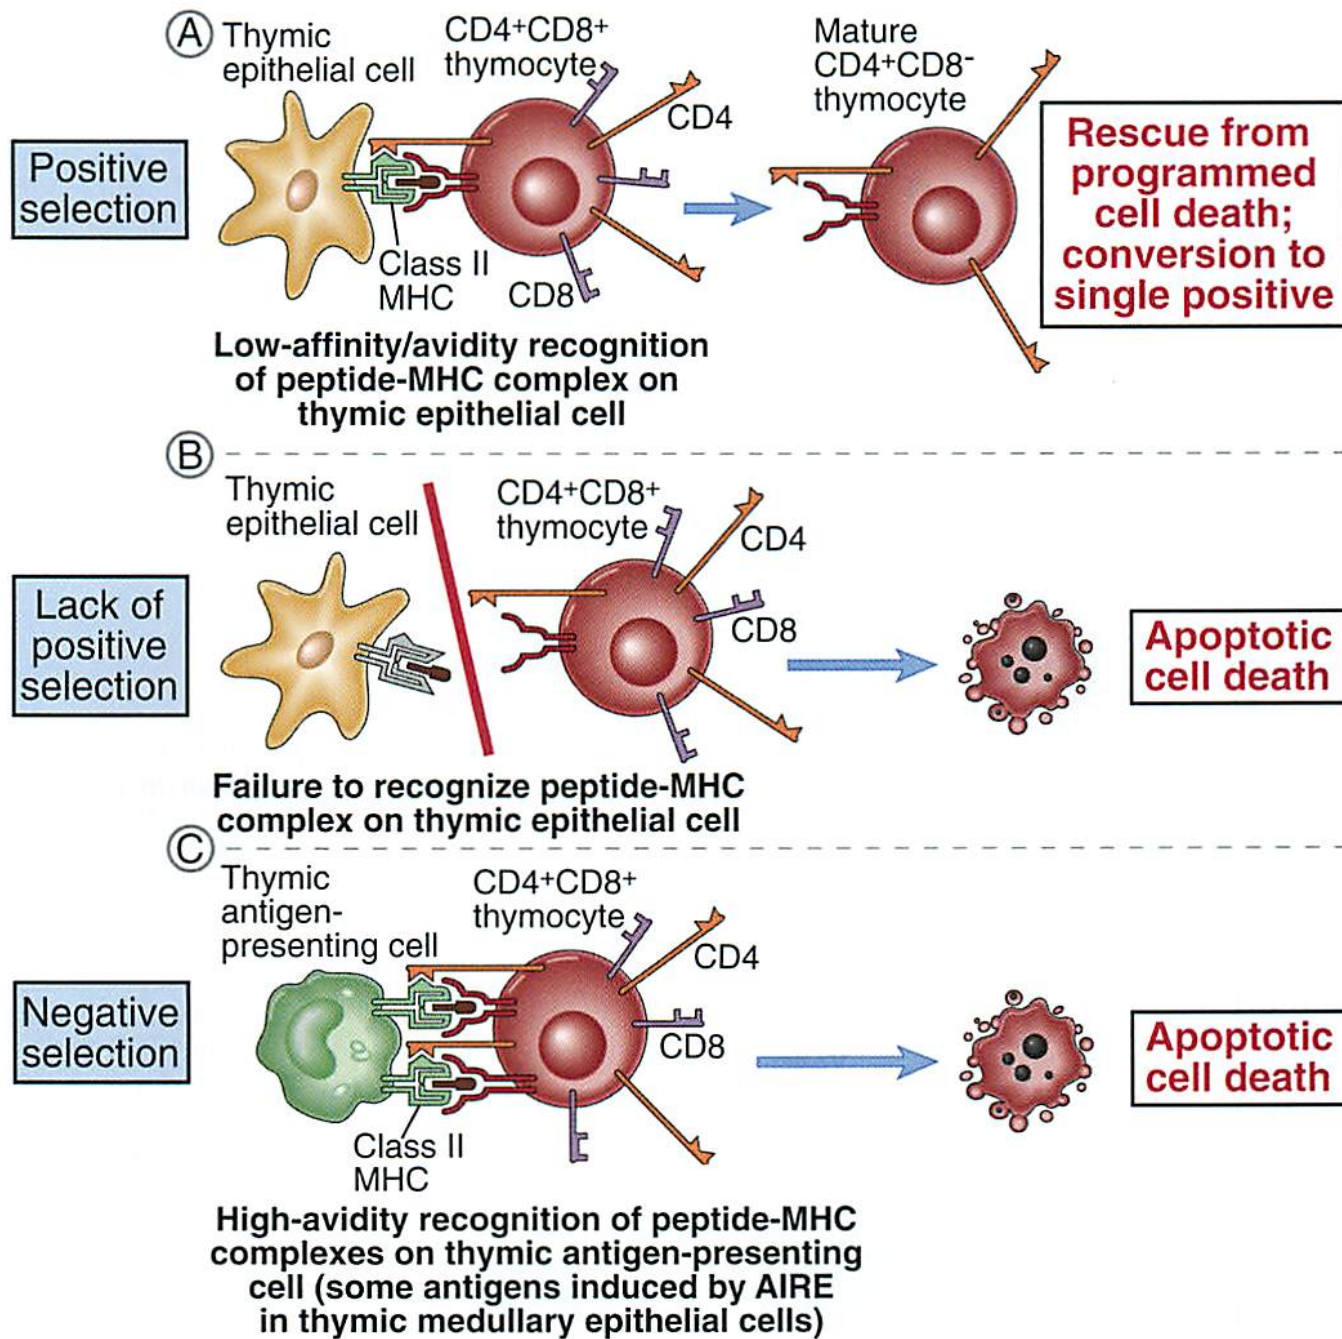 A
Thymic
epithelial cell
CD4+CD8+
thymocyte
CD4
Mature
CD4+CD8-
thymocyte
Positive
selection
Class II
MHC
CD8
Rescue from
programmed
cell death;
conversion to
single positive
Low-affinity/avidity recognition
of peptide-MHC complex on
thymic epithelial cell
B
Thymic
epithelial cell
CD4+CD8+
thymocyte
CD4
CD8
Lack of
positive
selection
Apoptotic
cell death
Failure to recognize peptide-MHC
complex on thymic epithelial cell
C
Thymic
antigen-
presenting cell
CD4+CD8+
thymocyte
CD4
CD8
Negative
selection
Class II
MHC
Apoptotic
cell death
High-avidity recognition of peptide-MHC
complexes on thymic antigen-presenting
cell (some antigens induced by AIRE
in thymic medullary epithelial cells)